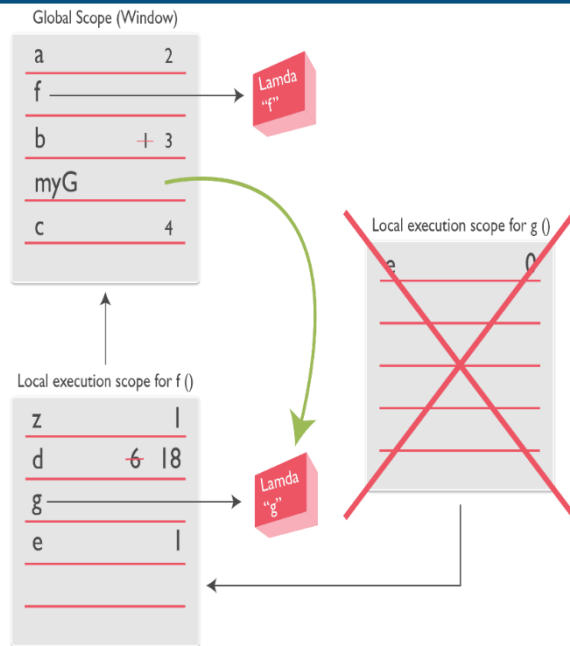 Global Scope (Window)
a 2
f
Lamda
"f"
b 1 3
myG
c 4
Local execution scope for g ()
e 0
Local execution scope for f ()
z 1
d 6 18
g
Lamda
"g"
e 1